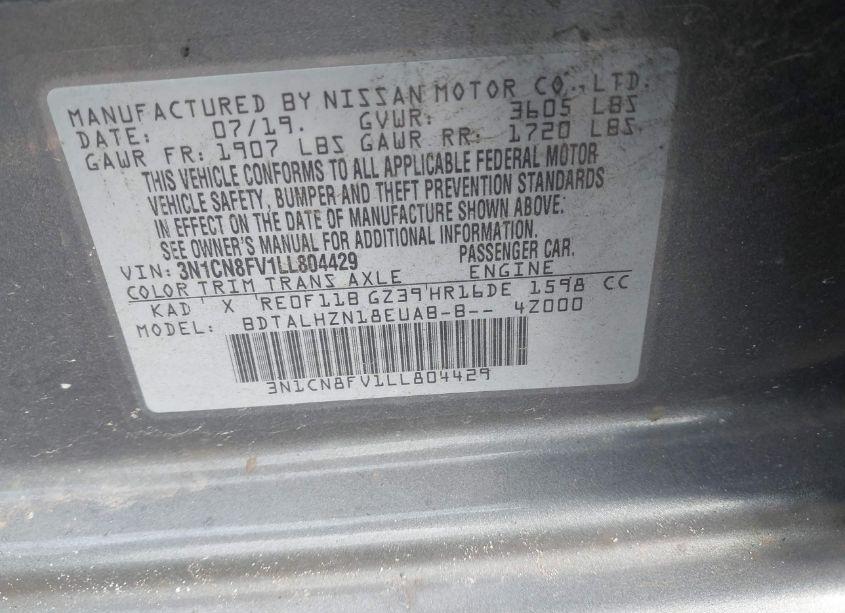 MANUFACTURED BY NISSAN MOTOR CO., LTD.
DATE: 07/19. GVWR: 3605 LBS
GAWR FR: 1907 LBS GAWR RR: 1720 LBS.
THIS VEHICLE CONFORMS TO ALL APPLICABLE FEDERAL MOTOR
VEHICLE SAFETY, BUMPER AND THEFT PREVENTION STANDARDS
IN EFFECT ON THE DATE OF MANUFACTURE SHOWN ABOVE.
SEE OWNER'S MANUAL FOR ADDITIONAL INFORMATION.
VIN: 3N1CN8FV1LL804429 PASSENGER CAR.
COLOR TRIM TRANS AXLE ENGINE
KAD X RE0F11B GZ39 HR16DE 1598 CC
MODEL: BDTALHZN18EUAB-B-- 4Z000
3N1CN8FV1LL804429